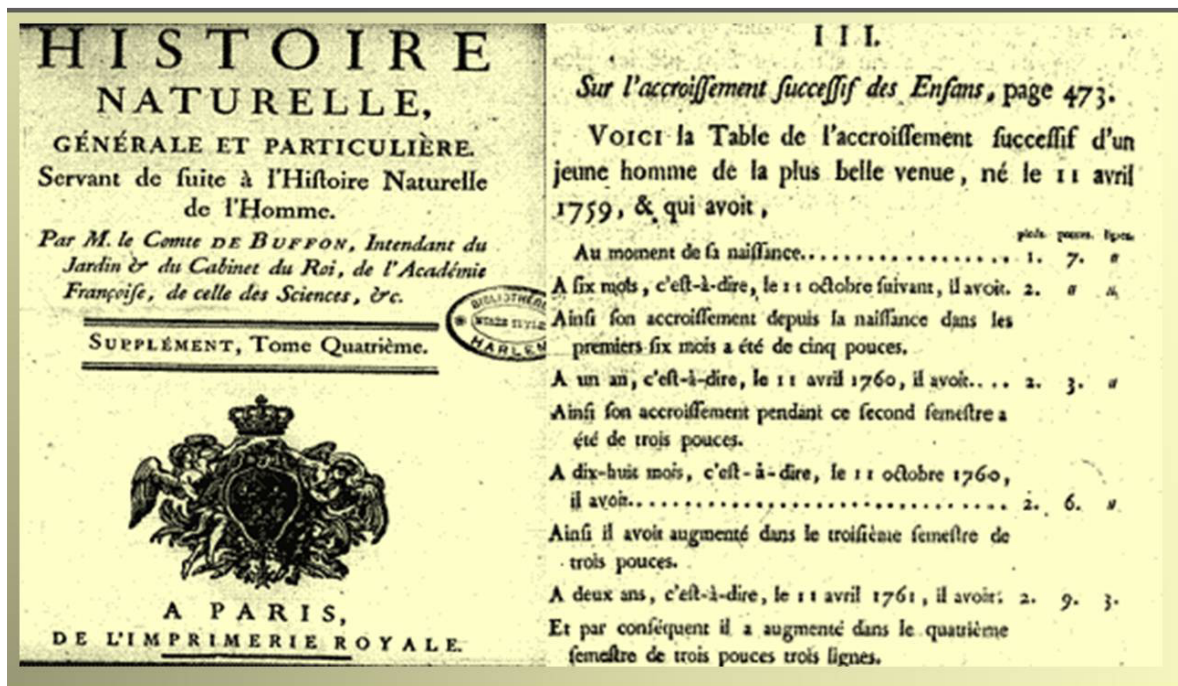 HISTOIRE
NATURELLE,
GÉNÉRALE ET PARTICULIÈRE.
Servant de ſuite à l'Hiſtoire Naturelle
de l'Homme.
Par M. le Comte DE BUFFON, Intendant du
Jardin & du Cabinet du Roi, de l'Académie
Françoiſe, de celle des Sciences, &c.
SUPPLÉMENT, Tome Quatrième.
A PARIS,
DE L'IMPRIMERIE ROYALE.
BIBLIOTHÈ
HARLEM
III.
Sur l'accroiſſement ſucceſſif des Enfans, page 473.
VOICI la Table de l'accroiſſement ſucceſſif d'un
jeune homme de la plus belle venue, né le 11 avril
1759, & qui avoit,
pieds. pouces. lignes.
Au moment de ſa naiſſance.................. 1. 7. "
A ſix mois, c'eſt-à-dire, le 11 octobre ſuivant, il avoit. 2. " "
Ainſi ſon accroiſſement depuis la naiſſance dans les
premiers ſix mois a été de cinq pouces.
A un an, c'eſt-à-dire, le 11 avril 1760, il avoit.... 2. 3. "
Ainſi ſon accroiſſement pendant ce ſecond ſemeſtre a
été de trois pouces.
A dix-huit mois, c'eſt-à-dire, le 11 octobre 1760,
il avoit.................................. 2. 6. "
Ainſi il avoit augmenté dans le troiſième ſemeſtre de
trois pouces.
A deux ans, c'eſt-à-dire, le 11 avril 1761, il avoit: 2. 9. 3.
Et par conſéquent il a augmenté dans le quatrième
ſemeſtre de trois pouces trois lignes.